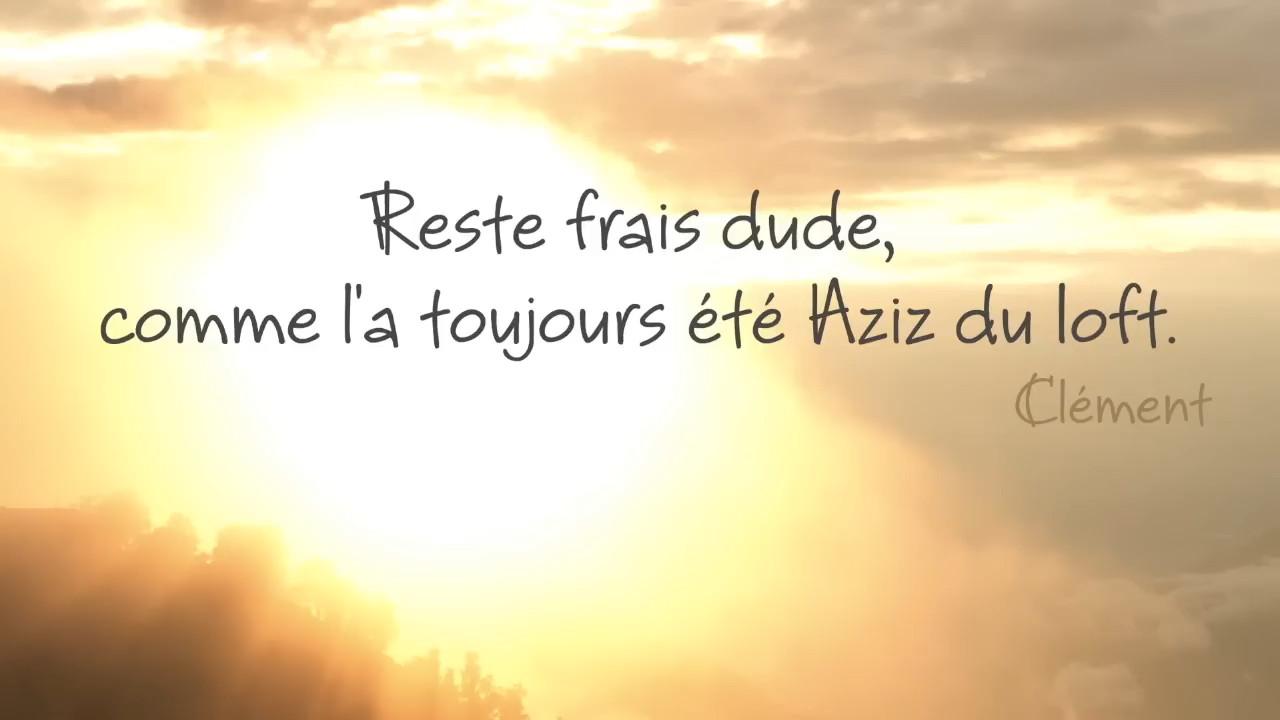 Reste frais dude,
comme l'a toujours été Aziz du loft.
Clément